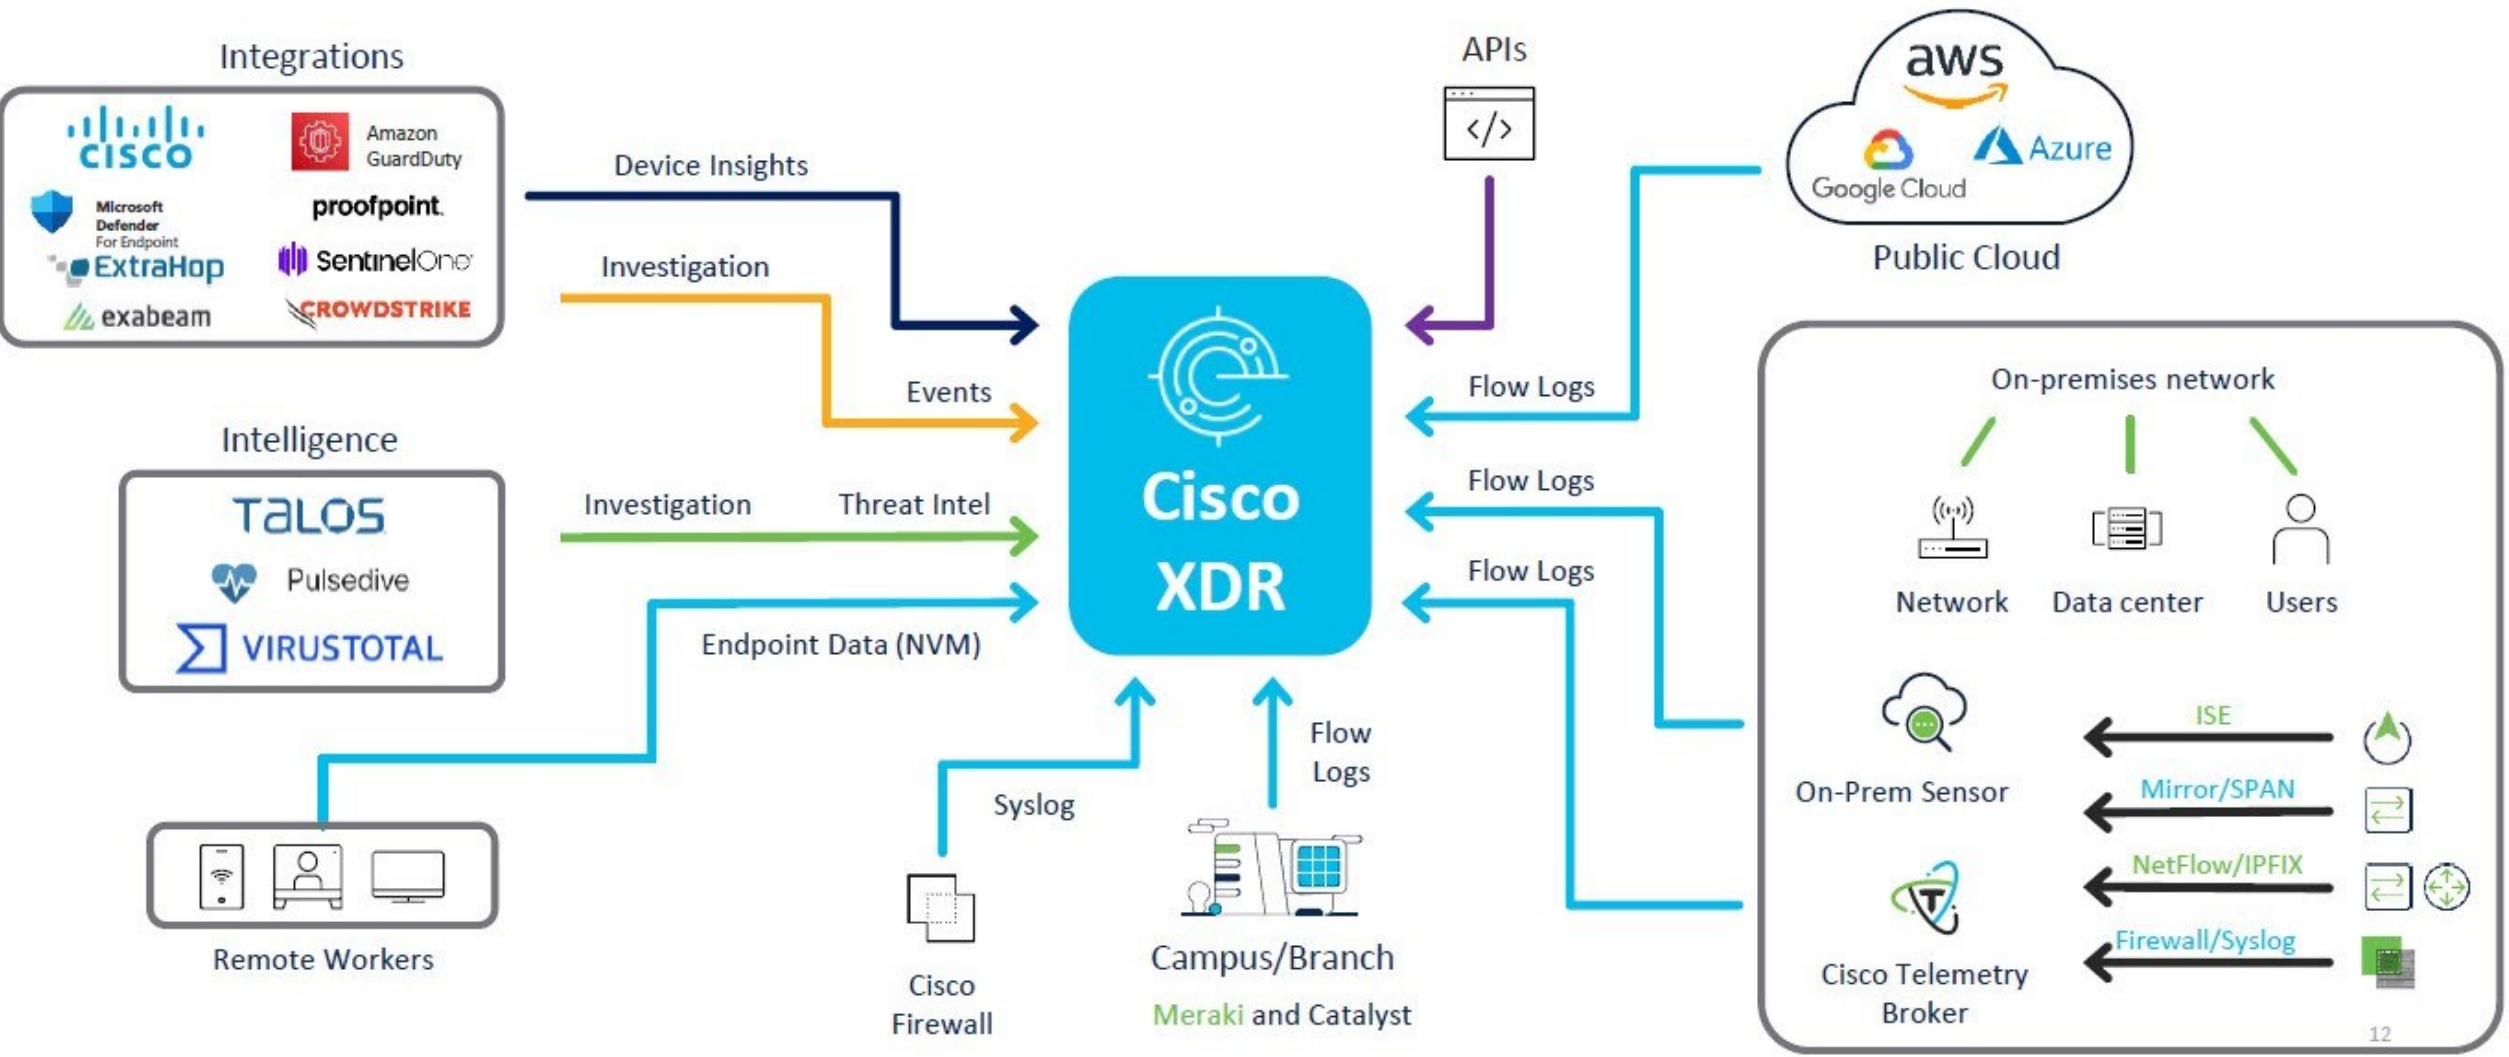 Integrations
CISCO
Amazon
GuardDuty
Microsoft
Defender
For Endpoint
proofpoint.
ExtraHop
SentinelOne
exabeam
CROWDSTRIKE
Device Insights
Investigation
Events
Intelligence
TaLOS
Pulsedive
VIRUSTOTAL
Investigation
Threat Intel
Endpoint Data (NVM)
Remote Workers
Cisco
XDR
Syslog
Cisco
Firewall
Flow
Logs
Campus/Branch
Meraki and Catalyst
APIs
</>
Flow Logs
Flow Logs
Flow Logs
aws
Google Cloud
Azure
Public Cloud
On-premises network
Network
Data center
Users
On-Prem Sensor
ISE
Mirror/SPAN
NetFlow/IPFIX
Firewall/Syslog
T
Cisco Telemetry
Broker
12